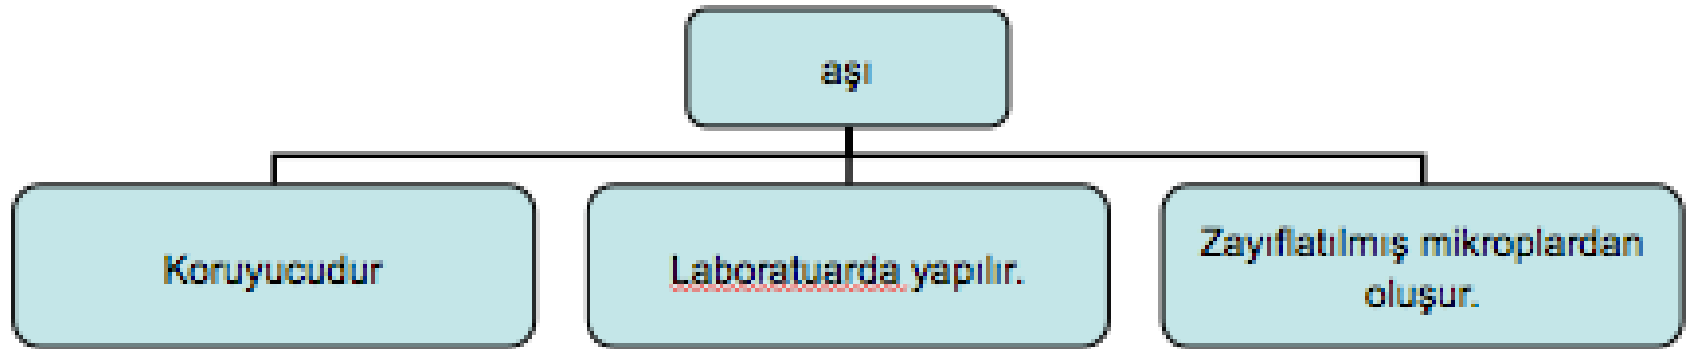 aşı
Koruyucudur
Laboratuarda yapılır.
Zayıflatılmış mikroplardan
oluşur.